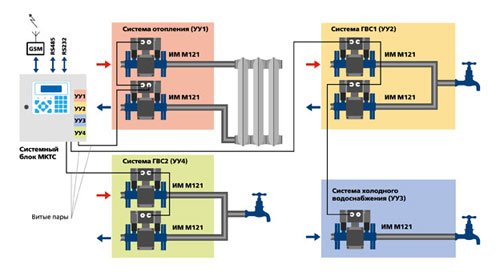 Система отопления (УУ1)
ИМ М121
ИМ М121
Система ГВС1 (УУ2)
ИМ М121
ИМ М121
GSM
RS485
RS232
УУ1
УУ2
УУ3
УУ4
Системный
блок МКТС
Витые пары
Система ГВС2 (УУ4)
ИМ М121
ИМ М121
Система холодного
водоснабжения (УУ3)
ИМ М121